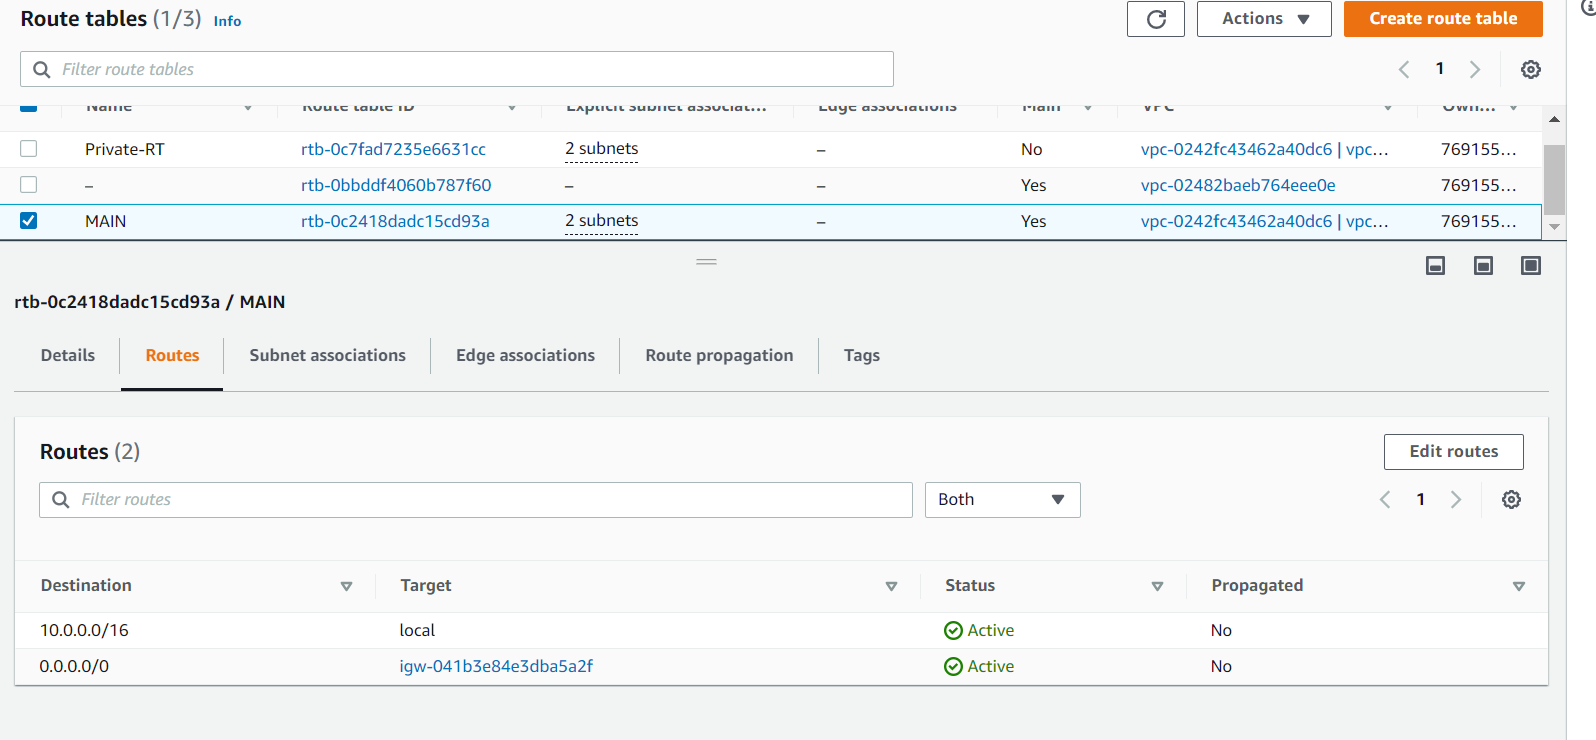 Route tables (1/3) Info
Actions Create route table
Filter route tables
1
Name Route table ID Explicit subnet associat... Edge associations Main VPC Own...
Private-RT rtb-0c7fad7235e6631cc 2 subnets – No vpc-0242fc43462a40dc6 | vpc... 769155...
– rtb-0bbddf4060b787f60 – – Yes vpc-02482baeb764eee0e 769155...
MAIN rtb-0c2418dadc15cd93a 2 subnets – Yes vpc-0242fc43462a40dc6 | vpc... 769155...
rtb-0c2418dadc15cd93a / MAIN
Details Routes Subnet associations Edge associations Route propagation Tags
Routes (2) Edit routes
Filter routes Both 1
Destination Target Status Propagated
10.0.0.0/16 local Active No
0.0.0.0/0 igw-041b3e84e3dba5a2f Active No